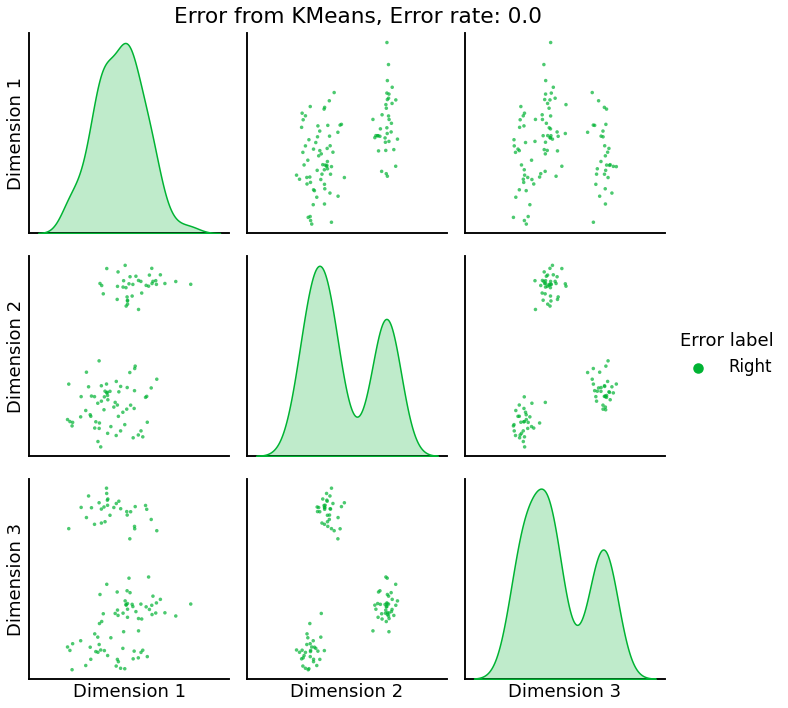 Error from KMeans, Error rate: 0.0
Dimension 1
Dimension 2
Dimension 3
Error label
Right
Dimension 1
Dimension 2
Dimension 3